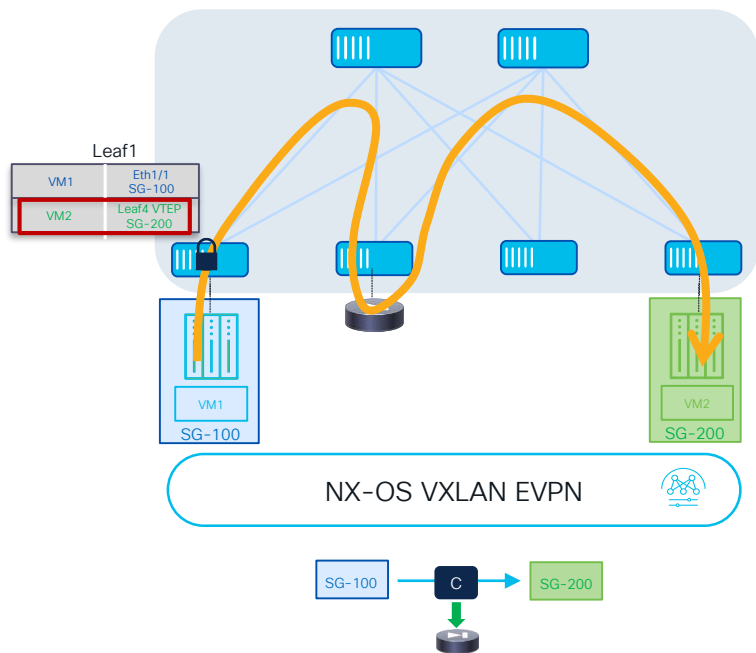 Leaf1
VM1
Eth1/1
SG-100
VM2
Leaf4 VTEP
SG-200
VM1
SG-100
VM2
SG-200
NX-OS VXLAN EVPN
SG-100
C
SG-200